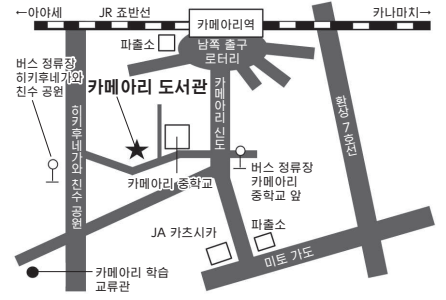 ←아야세
JR 죠반선
카메아리역
카나마치→
파출소
남쪽 출구
로터리
버스 정류장
히키후네가와
친수 공원
카메아리 도서관
히키후네가와 친수 공원
카메아리 신도
환상 7호선
카메아리 중학교
버스 정류장
카메아리
중학교 앞
JA 카츠시카
파출소
미토 가도
카메아리 학습
교류관